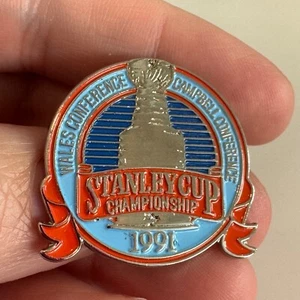 WALES CONFERENCE
CAMPBELL CONFERENCE
STANLEY CUP
CHAMPIONSHIP
1991